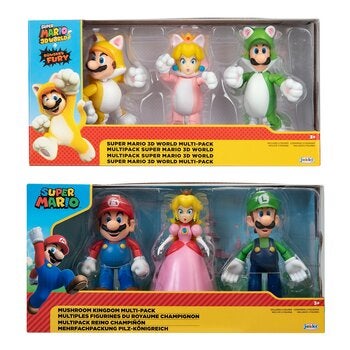 SUPER MARIO
3D WORLD
BOWSER'S
FURY
SUPER MARIO 3D WORLD MULTI-PACK
MULTIPACK SUPER MARIO 3D WORLD
MULTIPACK SUPER MARIO 3D WORLD
SUPER MARIO 3D WORLD MULTI-PACK
3+
Jakks
SUPER
MARIO
MUSHROOM KINGDOM MULTI-PACK
MULTIPLES FIGURINES DU ROYAUME CHAMPIGNON
MULTIPACK REINO CHAMPIÑÓN
MEHRFACHPACKUNG PILZ-KÖNIGREICH
3+
Jakks